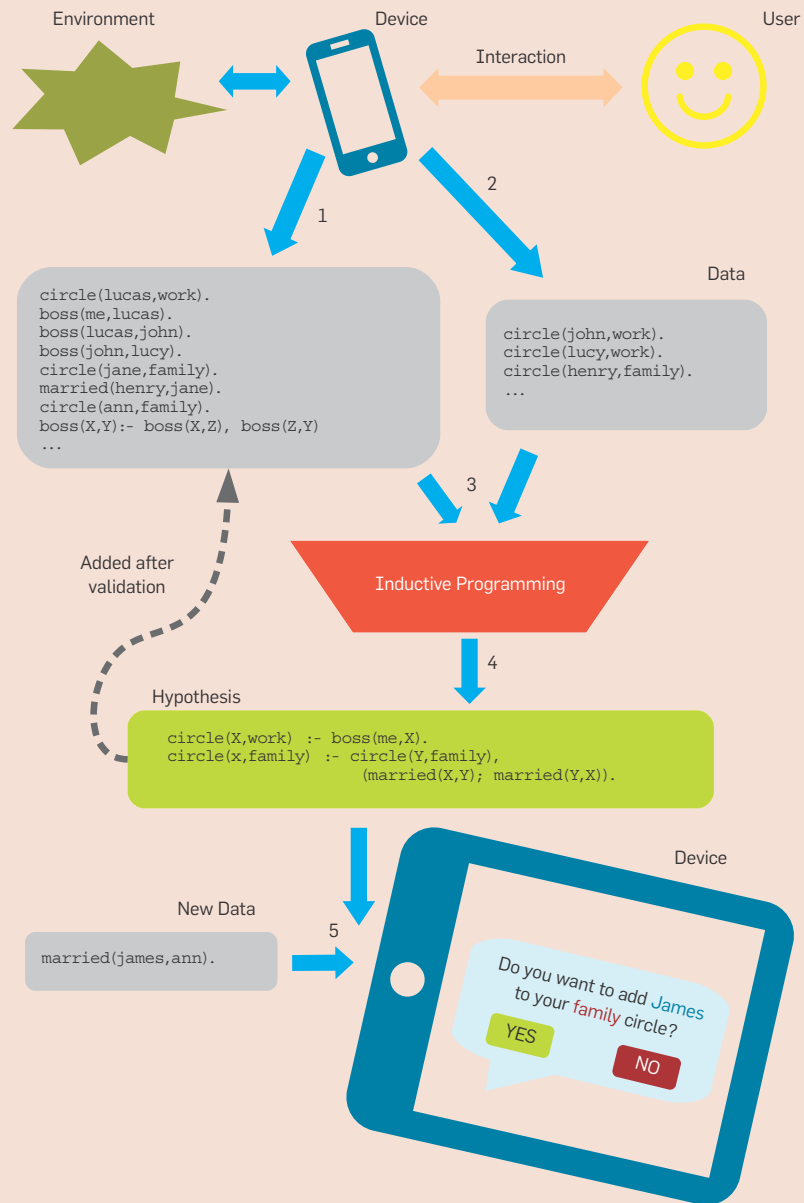 Environment
Device
User
Interaction
1
2
circle(lucas,work).
boss(me,lucas).
boss(lucas,john).
boss(john,lucy).
circle(jane,family).
married(henry,jane).
circle(ann,family).
boss(X,Y):- boss(X,Z), boss(Z,Y)
...
Data
circle(john,work).
circle(lucy,work).
circle(henry,family).
...
3
Added after
validation
Inductive Programming
4
Hypothesis
circle(X,work) :- boss(me,X).
circle(x,family) :- circle(Y,family),
(married(X,Y); married(Y,X)).
Device
New Data
5
married(james,ann).
Do you want to add James
to your family circle?
YES
NO